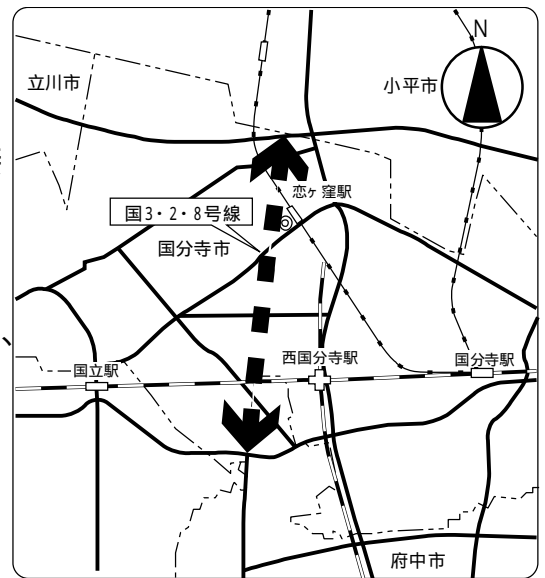 N
立川市
小平市
恋ヶ窪駅
国3・2・8号線
国分寺市
西国分寺駅
国分寺駅
国立駅
府中市